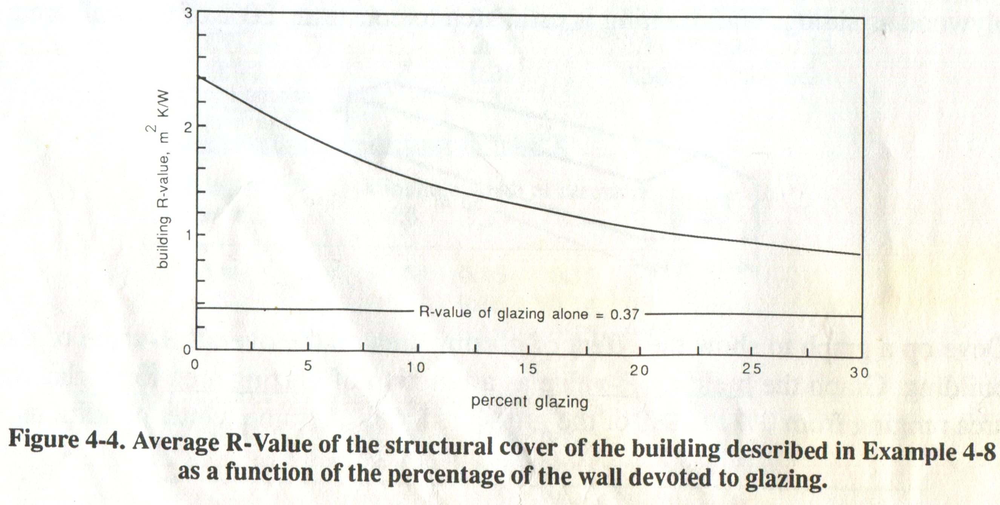 3
2
1
0
building R-value, m² K/W
R-value of glazing alone = 0.37
0 5 10 15 20 25 30
percent glazing
Figure 4-4. Average R-Value of the structural cover of the building described in Example 4-8
as a function of the percentage of the wall devoted to glazing.